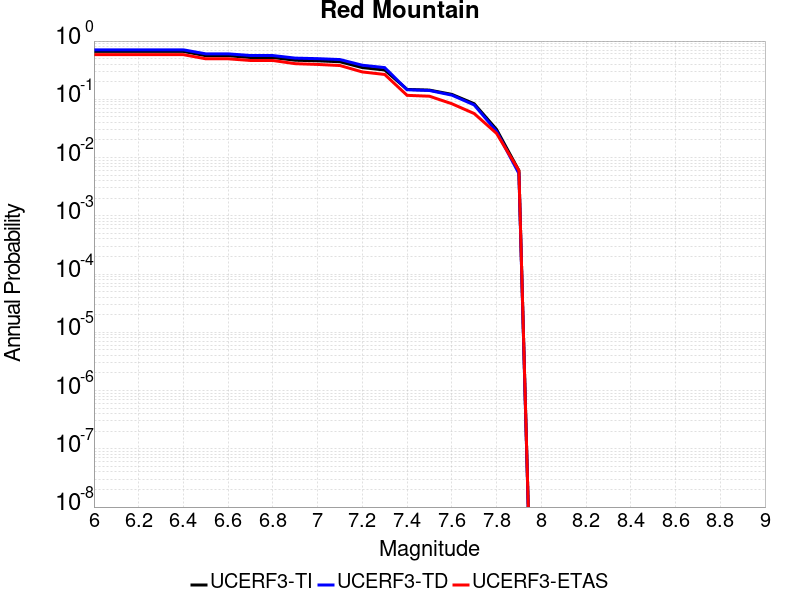 Red Mountain
10^0
10^-1
10^-2
10^-3
10^-4
10^-5
10^-6
10^-7
10^-8
Annual Probability
6 6.2 6.4 6.6 6.8 7 7.2 7.4 7.6 7.8 8 8.2 8.4 8.6 8.8 9
Magnitude
UCERF3-TI UCERF3-TD UCERF3-ETAS